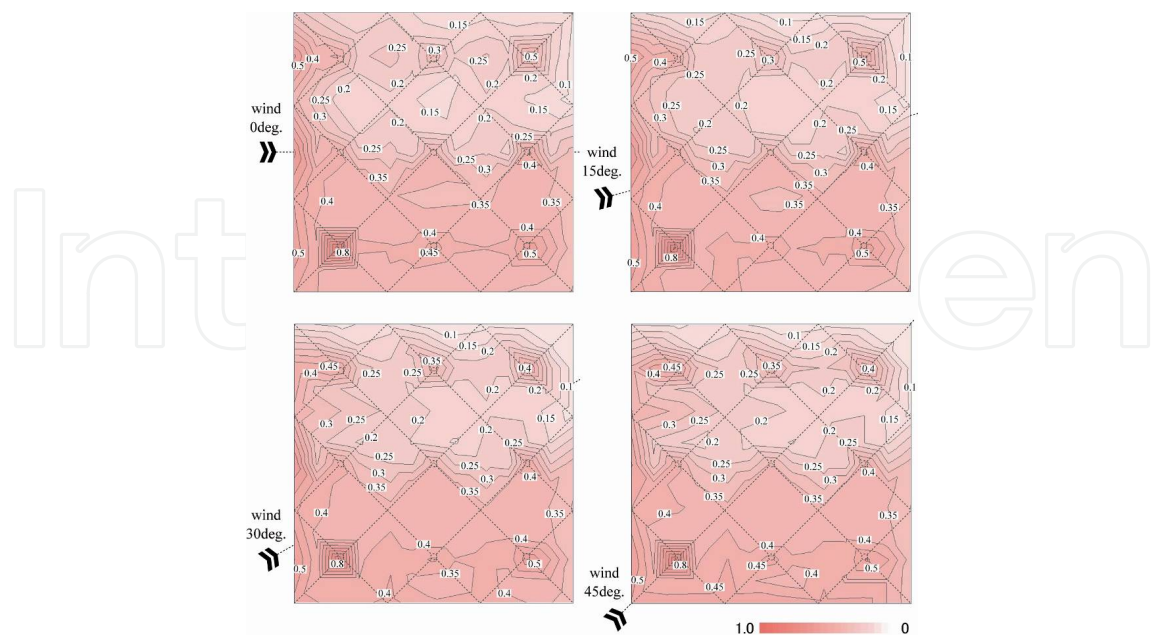 0.15 0.15 0.1
0.25 0.3 0.25 0.15 0.2
0.5 0.4 0.25 0.5 0.5 0.4 0.3 0.5 0.1
0.2 0.1 0.2
0.2 0.2 0.2
0.25 0.15 0.15 0.25 0.2 0.15
wind 0.3 0.3
0deg. 0.2 0.2 0.2 0.2 0.25
0.25 wind
0.25 0.25 0.4 15deg. 0.25 0.25 0.4
0.35 0.3 0.3 0.3
0.35 0.35
0.4 0.35 0.35 0.4 0.35 0.35
0.4 0.4 0.4 0.4
0.5 0.8 0.45 0.5 0.5 0.8 0.5
Int en
0.1 0.15 0.2 0.1 0.15 0.2
0.4 0.45 0.25 0.25 0.35 0.4 0.4 0.45 0.25 0.25 0.35 0.4
0.2 0.2 0.1 0.2 0.2 0.1
0.3 0.25 0.2 0.15 0.3 0.25 0.2 0.15
0.2 0.2 0.25 0.2 0.2 0.25
0.25 0.25 0.25 0.25
0.3 0.3 0.4 0.3 0.3 0.4
0.35 0.35 0.35 0.35
wind 0.4 0.35 0.4 0.35
30deg. 0.4 0.4 0.4 0.4
0.5 0.8 0.35 0.5 wind 0.5 0.8 0.45 0.4 0.5
0.4 0.4 45deg. 0.45 0.4
1.0 0